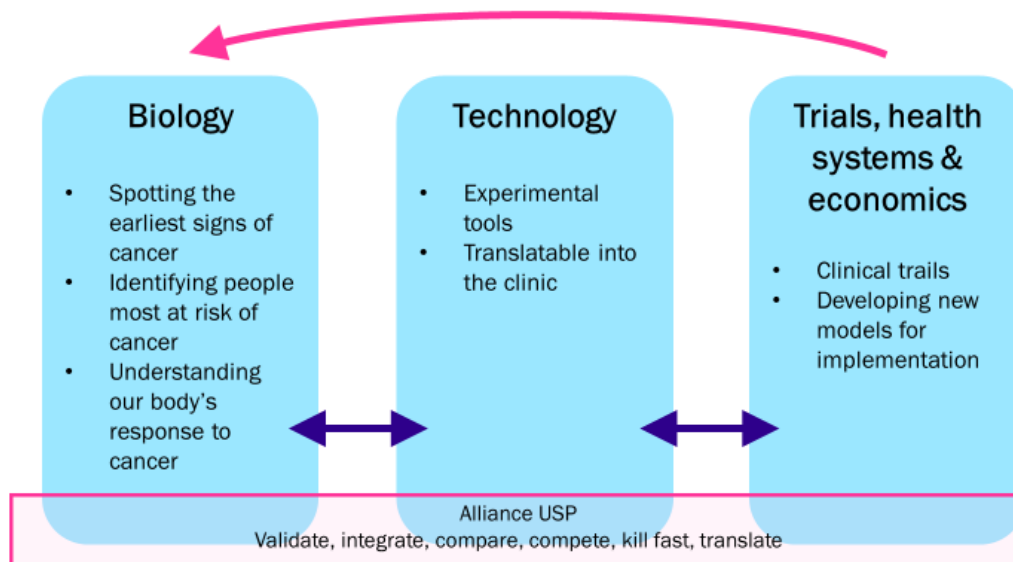 Biology
• Spotting the
earliest signs of
cancer
• Identifying people
most at risk of
cancer
• Understanding
our body's
response to
cancer
Technology
• Experimental
tools
• Translatable into
the clinic
Trials, health
systems &
economics
• Clinical trails
• Developing new
models for
implementation
Alliance USP
Validate, integrate, compare, compete, kill fast, translate